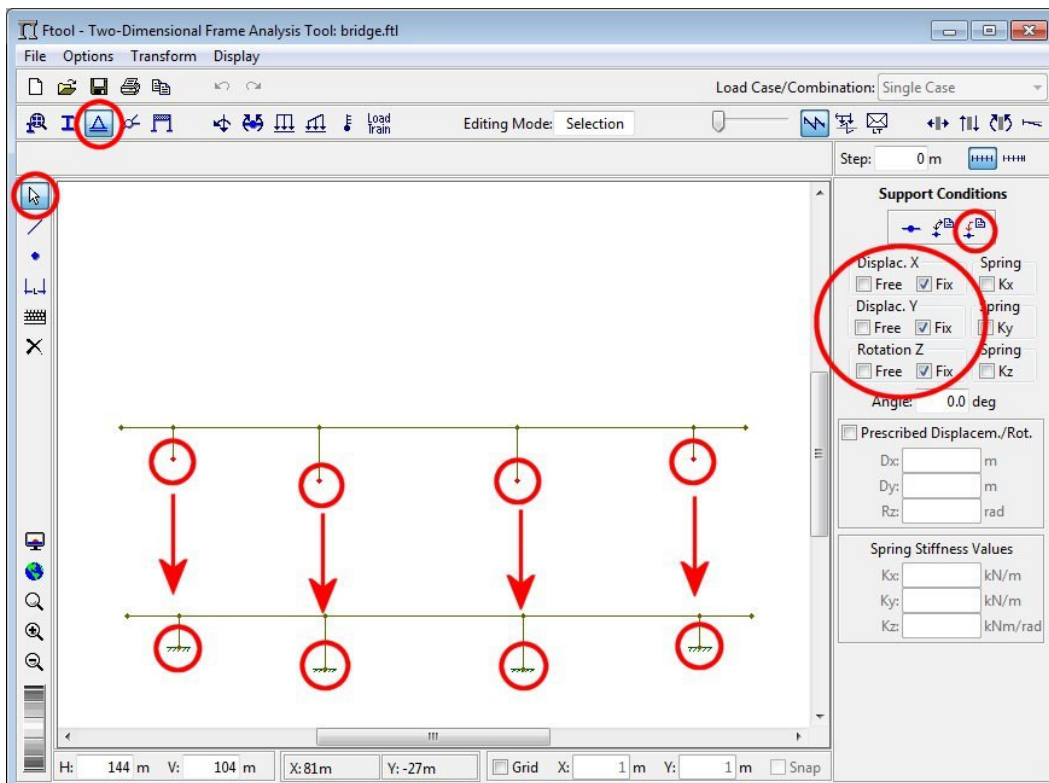 Ftool - Two-Dimensional Frame Analysis Tool: bridge.ftl
File Options Transform Display
Load Case/Combination: Single Case
Load Train
Editing Mode: Selection
Step: 0 m
Support Conditions
Displac. X Spring
Free Fix Kx
Displac. Y Spring
Free Fix Ky
Rotation Z Spring
Free Fix Kz
Angle: 0.0 deg
Prescribed Displacem./Rot.
Dx: m
Dy: m
Rz: rad
Spring Stiffness Values
Kx: kN/m
Ky: kN/m
Kz: kNm/rad
H: 144 m V: 104 m X: 81m Y: -27m Grid X: 1 m Y: 1 m Snap